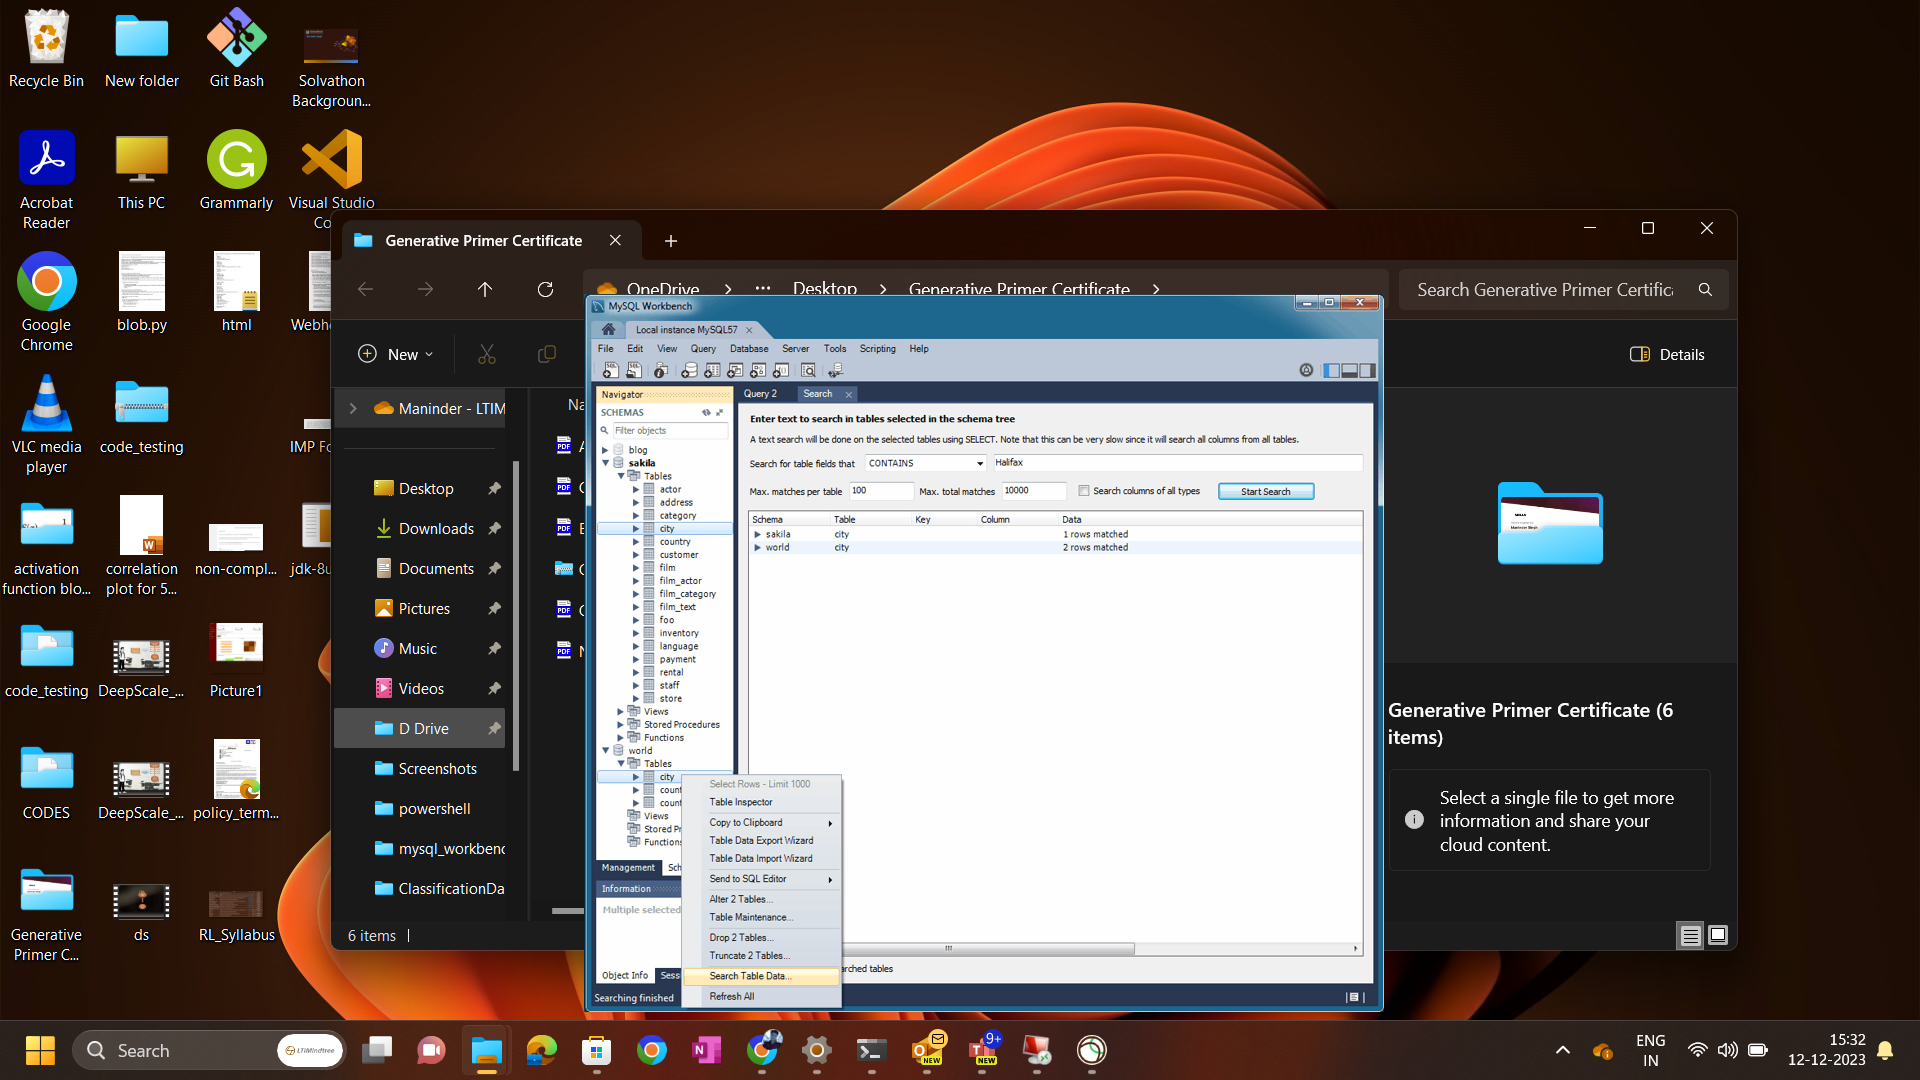 Recycle Bin
New folder
Git Bash
Solvathon
Backgroun...
Acrobat
Reader
This PC
Grammarly
Visual Studio
Co
Google
Chrome
blob.py
html
Webh
VLC media
player
code_testing
IMP Fo
activation
function blo...
correlation
plot for 5...
non-compl...
jdk-8u
code_testing
DeepScale_...
Picture1
CODES
DeepScale_...
policy_term...
Generative
Primer C...
ds
RL_Syllabus
Generative Primer Certificate
OneDrive
Desktop
Generative Primer Certificate
Search Generative Primer Certific
New
Details
Maninder - LTIM
Na
Desktop
Downloads
Documents
Pictures
Music
Videos
D Drive
Screenshots
powershell
mysql_workbenc
ClassificationDa
6 items
Generative Primer Certificate (6
items)
Select a single file to get more
information and share your
cloud content.
MySQL Workbench
Local instance MySQL57
File Edit View Query Database Server Tools Scripting Help
Navigator
SCHEMAS
Filter objects
blog
sakila
Tables
actor
address
category
city
country
customer
film
film_actor
film_category
film_text
foo
inventory
language
payment
rental
staff
store
Views
Stored Procedures
Functions
world
Tables
city
count
count
Views
Stored Pr
Functions
Management Sch
Information
Multiple selected
Object Info Sess
Searching finished
Query 2
Search
Enter text to search in tables selected in the schema tree
A text search will be done on the selected tables using SELECT. Note that this can be very slow since it will search all columns from all tables.
Search for table fields that CONTAINS Halifax
Max. matches per table 100 Max. total matches 10000 Search columns of all types Start Search
Schema Table Key Column Data
sakila city 1 rows matched
world city 2 rows matched
arched tables
Select Rows - Limit 1000
Table Inspector
Copy to Clipboard
Table Data Export Wizard
Table Data Import Wizard
Send to SQL Editor
Alter 2 Tables...
Table Maintenance...
Drop 2 Tables...
Truncate 2 Tables...
Search Table Data...
Refresh All
Search
LTIMindtree
NEW
9+
NEW
ENG
IN
15:32
12-12-2023